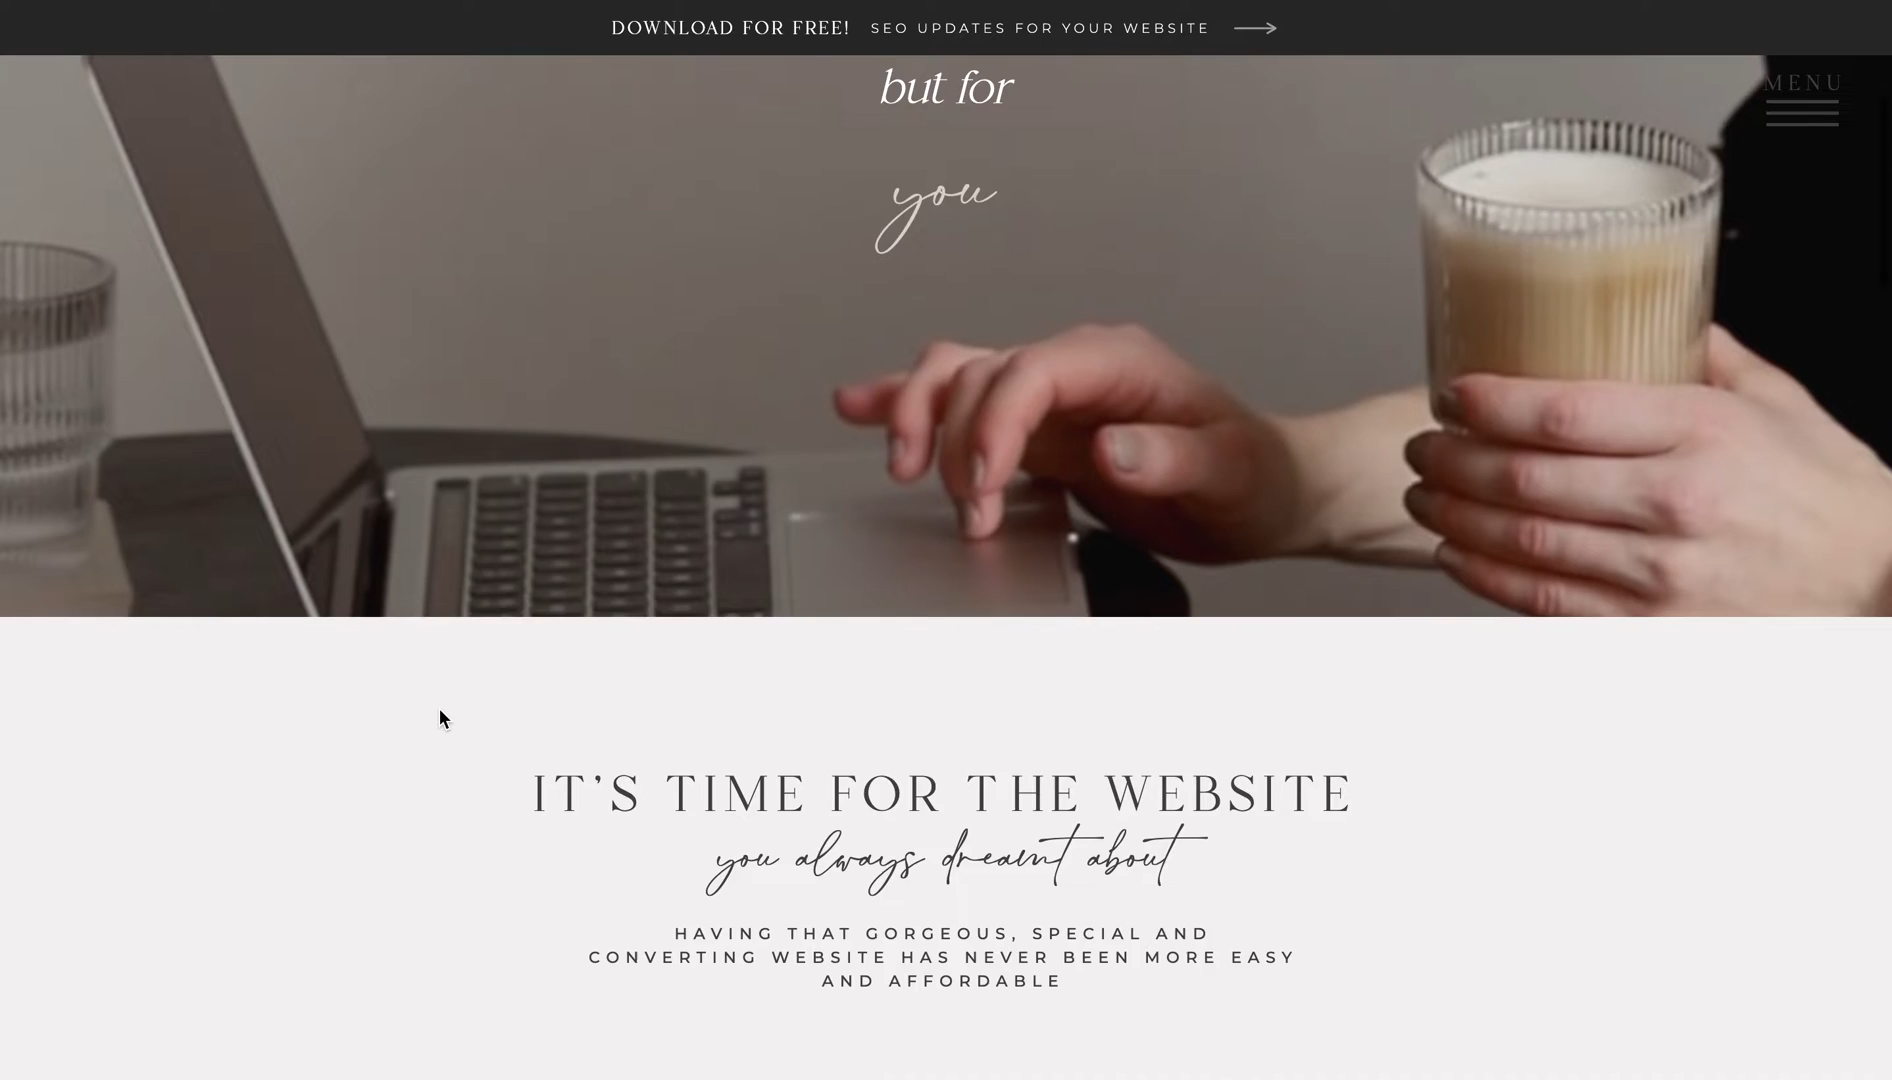 DOWNLOAD FOR FREE! SEO UPDATES FOR YOUR WEBSITE
but for
MENU
you
IT'S TIME FOR THE WEBSITE
you always dreamt about
HAVING THAT GORGEOUS, SPECIAL AND
CONVERTING WEBSITE HAS NEVER BEEN MORE EASY
AND AFFORDABLE